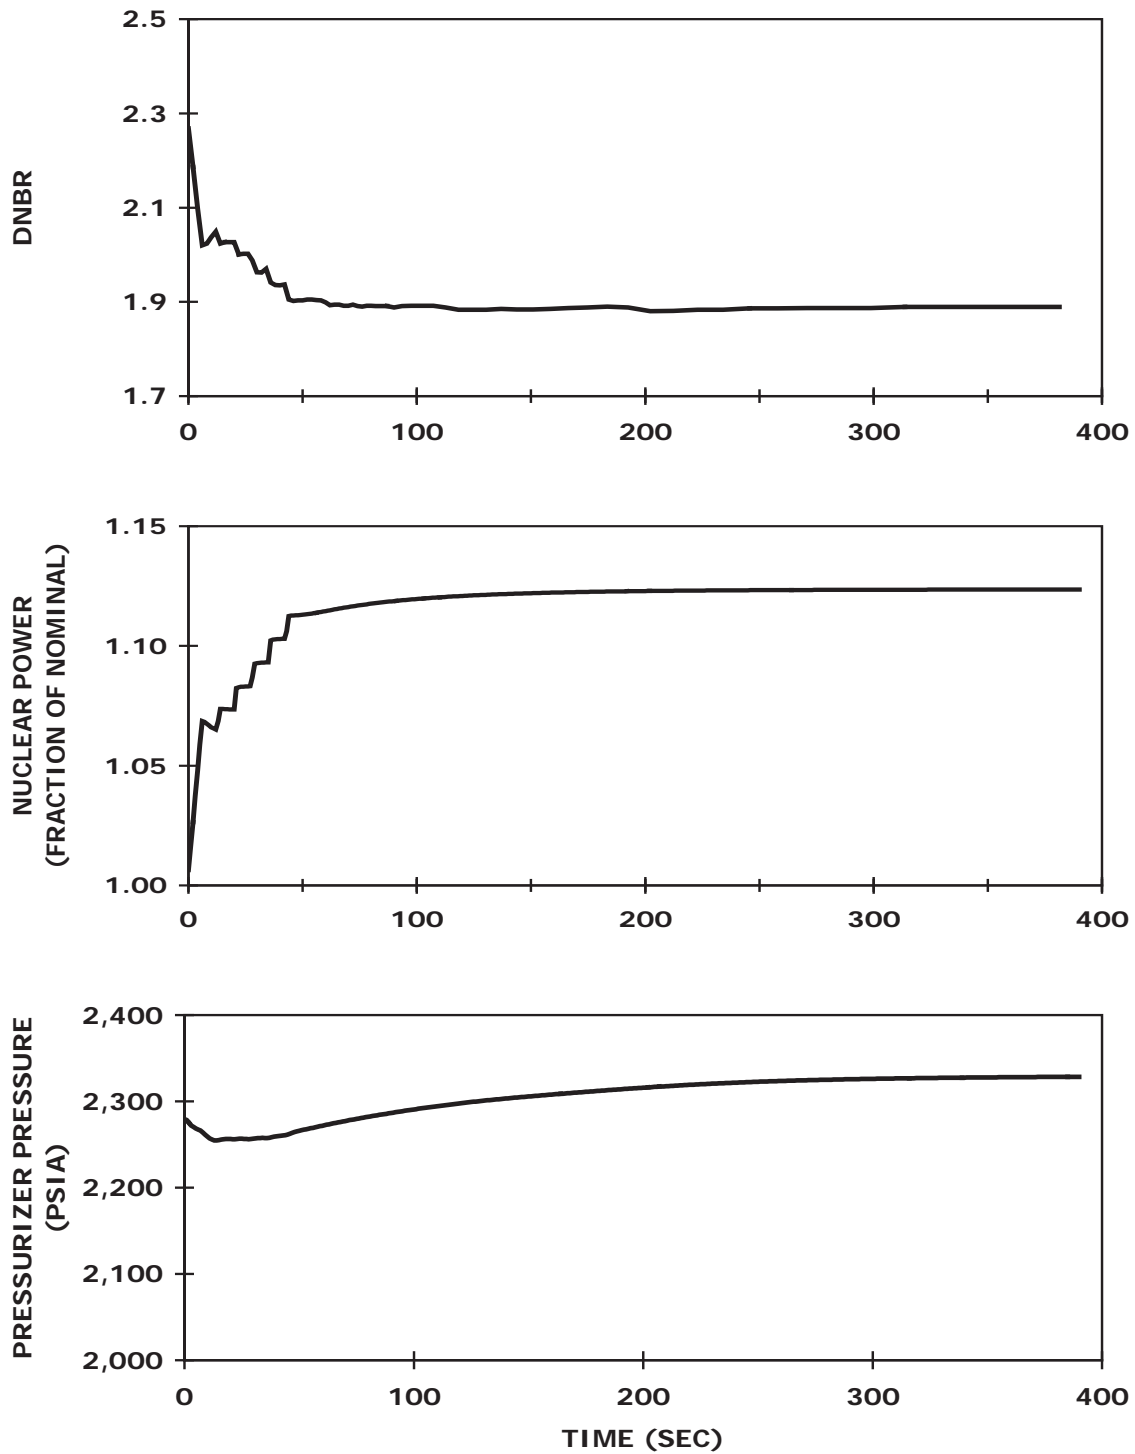 DNBR
2.5
2.3
2.1
1.9
1.7
0 100 200 300 400
NUCLEAR POWER
(FRACTION OF NOMINAL)
1.15
1.10
1.05
1.00
0 100 200 300 400
PRESSURIZER PRESSURE
(PSIA)
2,400
2,300
2,200
2,100
2,000
0 100 200 300 400
TIME (SEC)